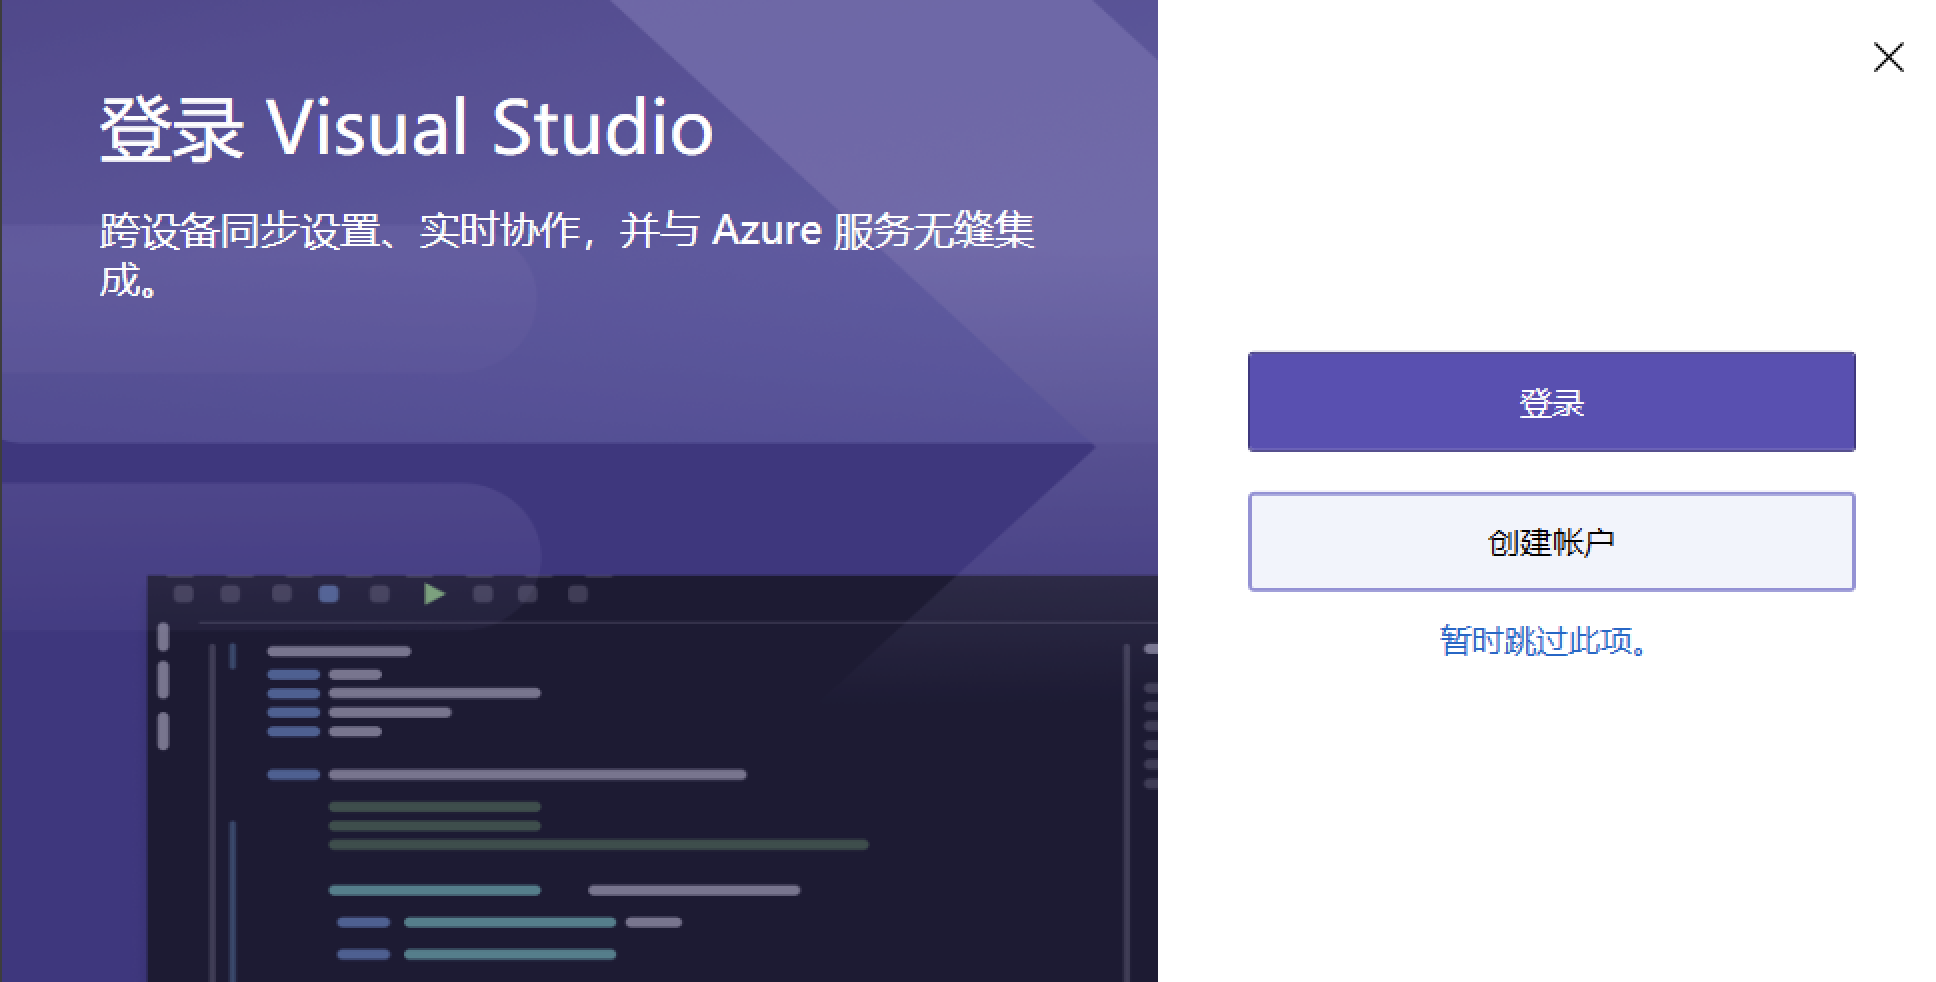 登录 Visual Studio
跨设备同步设置、实时协作，并与 Azure 服务无缝集
成。
登录
创建帐户
暂时跳过此项。